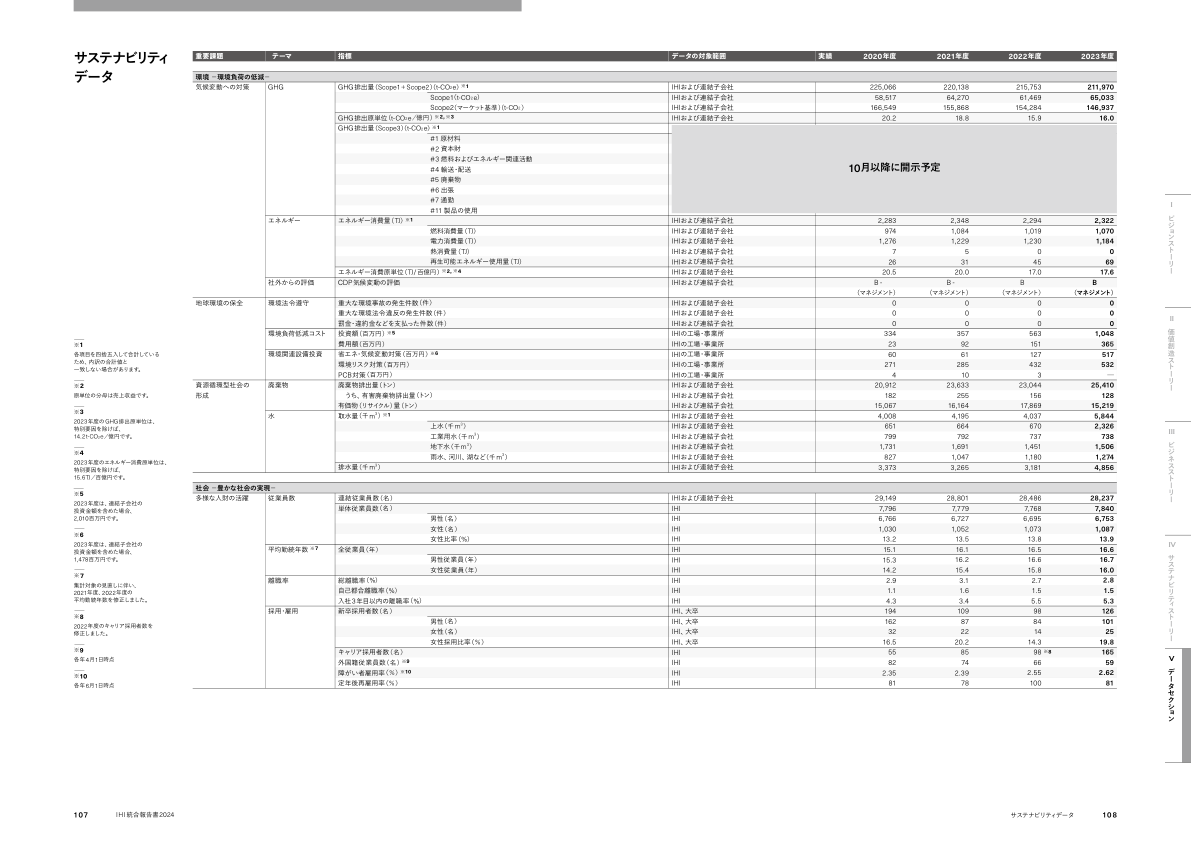 サステナビリティ
データ
重要課題 テーマ 指標 データの対象範囲 実績 2020年度 2021年度 2022年度 2023年度
環境 −環境負荷の低減−
気候変動への対策 GHG GHG排出量(Scope1+Scope2)(t-CO₂e) ※1 IHIおよび連結子会社 225,066 220,138 215,753 211,970
Scope1(t-CO₂e) IHIおよび連結子会社 58,517 64,270 61,469 65,033
Scope2(マーケット基準)(t-CO₂) IHIおよび連結子会社 166,549 155,868 154,284 146,937
GHG排出原単位(t-CO₂e/億円) ※2,※3 IHIおよび連結子会社 20.2 18.8 15.9 16.0
GHG排出量(Scope3)(t-CO₂e) ※1
#1 原材料
#2 資本財
#3 燃料およびエネルギー関連活動
#4 輸送・配送
#5 廃棄物
#6 出張
#7 通勤
#11 製品の使用
10月以降に開示予定
エネルギー エネルギー消費量(TJ) ※1 IHIおよび連結子会社 2,283 2,348 2,294 2,322
燃料消費量(TJ) IHIおよび連結子会社 974 1,084 1,019 1,070
電力消費量(TJ) IHIおよび連結子会社 1,276 1,229 1,230 1,184
熱消費量(TJ) IHIおよび連結子会社 7 5 0 0
再生可能エネルギー使用量(TJ) IHIおよび連結子会社 26 31 45 69
エネルギー消費原単位(TJ/百億円) ※2,※4 IHIおよび連結子会社 20.5 20.0 17.0 17.6
社外からの評価 CDP気候変動の評価 IHIおよび連結子会社 B- B- B B
(マネジメント) (マネジメント) (マネジメント) (マネジメント)
地球環境の保全 環境法令遵守 重大な環境事故の発生件数(件) IHIおよび連結子会社 0 0 0 0
重大な環境法令違反の発生件数(件) IHIおよび連結子会社 0 0 0 0
罰金・違約金などを支払った件数(件) IHIおよび連結子会社 0 0 0 0
環境負荷低減コスト 投資額(百万円) ※5 IHIの工場・事業所 334 357 563 1,048
費用額(百万円) IHIの工場・事業所 23 92 151 365
環境関連設備投資 省エネ・気候変動対策(百万円) ※6 IHIの工場・事業所 60 61 127 517
環境リスク対策(百万円) IHIの工場・事業所 271 285 432 532
PCB対策(百万円) IHIの工場・事業所 4 10 3 —
資源循環型社会の
形成
廃棄物 廃棄物排出量(トン) IHIおよび連結子会社 20,912 23,633 23,044 25,410
うち、有害廃棄物排出量(トン) IHIおよび連結子会社 182 255 156 128
有価物(リサイクル)量(トン) IHIおよび連結子会社 15,067 16,164 17,869 15,219
水 取水量(千m³) ※1 IHIおよび連結子会社 4,008 4,195 4,037 5,844
上水(千m³) IHIおよび連結子会社 651 664 670 2,326
工業用水(千m³) IHIおよび連結子会社 799 792 737 738
地下水(千m³) IHIおよび連結子会社 1,731 1,691 1,451 1,506
雨水、河川、湖など(千m³) IHIおよび連結子会社 827 1,047 1,180 1,274
排水量(千m³) IHIおよび連結子会社 3,373 3,265 3,181 4,856
社会 −豊かな社会の実現−
多様な人財の活躍 従業員数 連結従業員数(名) IHIおよび連結子会社 29,149 28,801 28,486 28,237
単体従業員数(名) IHI 7,796 7,779 7,768 7,840
男性(名) IHI 6,766 6,727 6,695 6,753
女性(名) IHI 1,030 1,052 1,073 1,087
女性比率(%) IHI 13.2 13.5 13.8 13.9
平均勤続年数 ※7 全従業員(年) IHI 15.1 16.1 16.5 16.6
男性従業員(年) IHI 15.3 16.2 16.6 16.7
女性従業員(年) IHI 14.2 15.4 15.8 16.0
離職率 総離職率(%) IHI 2.9 3.1 2.7 2.8
自己都合離職率(%) IHI 1.1 1.6 1.5 1.5
入社3年目以内の離職率(%) IHI 4.3 3.4 5.5 5.3
採用・雇用 新卒採用者数(名) IHI、大卒 194 109 98 126
男性(名) IHI、大卒 162 87 84 101
女性(名) IHI、大卒 32 22 14 25
女性採用比率(%) IHI、大卒 16.5 20.2 14.3 19.8
キャリア採用者数(名) IHI 55 85 98 ※8 165
外国籍従業員数(名) ※9 IHI 82 74 66 59
障がい者雇用率(%) ※10 IHI 2.35 2.39 2.55 2.62
定年後再雇用率(%) IHI 81 78 100 81
※1
各項目を四捨五入して合計している
ため、内訳の合計値と
一致しない場合があります。
※2
原単位の分母は売上収益です。
※3
2023年度のGHG排出原単位は、
特別要因を除けば、
14.2t-CO₂e/億円です。
※4
2023年度のエネルギー消費原単位は、
特別要因を除けば、
15.6TJ/百億円です。
※5
2023年度は、連結子会社の
投資金額を含めた場合、
2,010百万円です。
※6
2023年度は、連結子会社の
投資金額を含めた場合、
1,478百万円です。
※7
集計対象の見直しに伴い、
2021年度、2022年度の
平均勤続年数を修正しました。
※8
2022年度のキャリア採用者数を
修正しました。
※9
各年4月1日時点
※10
各年6月1日時点
I ビジョンストーリー
II 価値創造ストーリー
III ビジネスストーリー
IV サステナビリティストーリー
V データセクション
107 IHI統合報告書2024
サステナビリティデータ 108